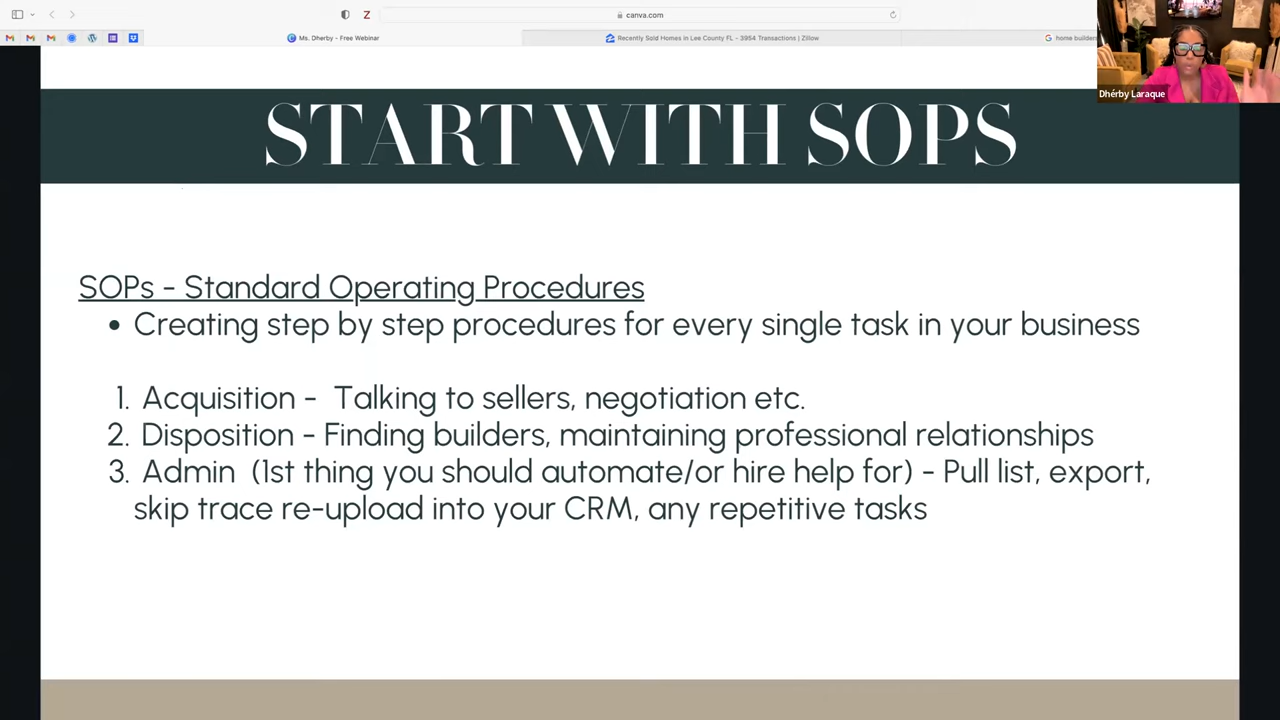 canva.com
Ms. Dherby - Free Webinar
Recently Sold Homes in Lee County FL - 3954 Transactions | Zillow
home builders
Dhérby Laraque
START WITH SOPS
SOPs - Standard Operating Procedures
• Creating step by step procedures for every single task in your business
1. Acquisition - Talking to sellers, negotiation etc.
2. Disposition - Finding builders, maintaining professional relationships
3. Admin (1st thing you should automate/or hire help for) - Pull list, export,
skip trace re-upload into your CRM, any repetitive tasks